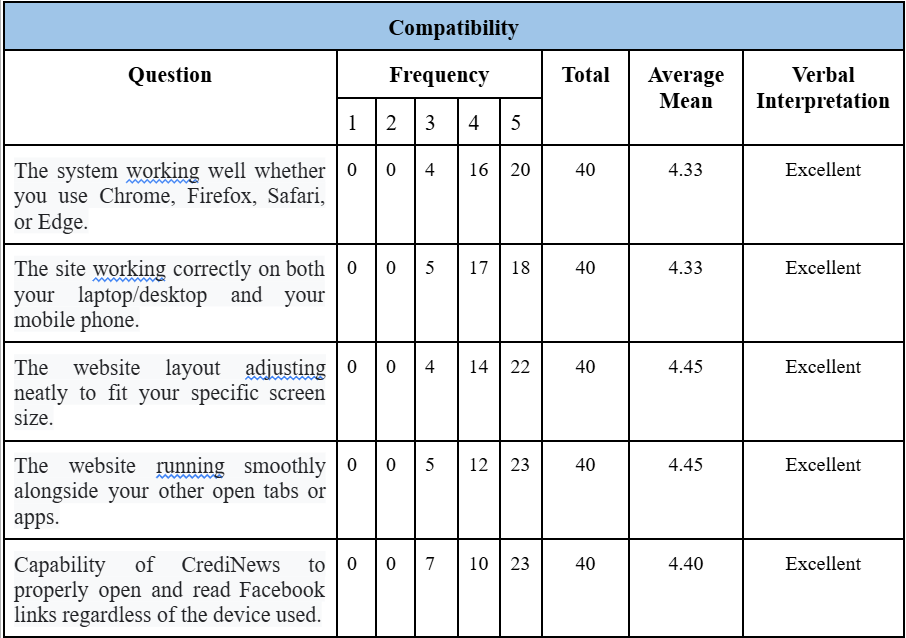 Compatibility
Question Frequency Total Average Mean Verbal Interpretation
1 2 3 4 5
The system working well whether 0 0 4 16 20 40 4.33 Excellent
you use Chrome, Firefox, Safari,
or Edge.
The site working correctly on both 0 0 5 17 18 40 4.33 Excellent
your laptop/desktop and your
mobile phone.
The website layout adjusting 0 0 4 14 22 40 4.45 Excellent
neatly to fit your specific screen
size.
The website running smoothly 0 0 5 12 23 40 4.45 Excellent
alongside your other open tabs or
apps.
Capability of CrediNews to 0 0 7 10 23 40 4.40 Excellent
properly open and read Facebook
links regardless of the device used.